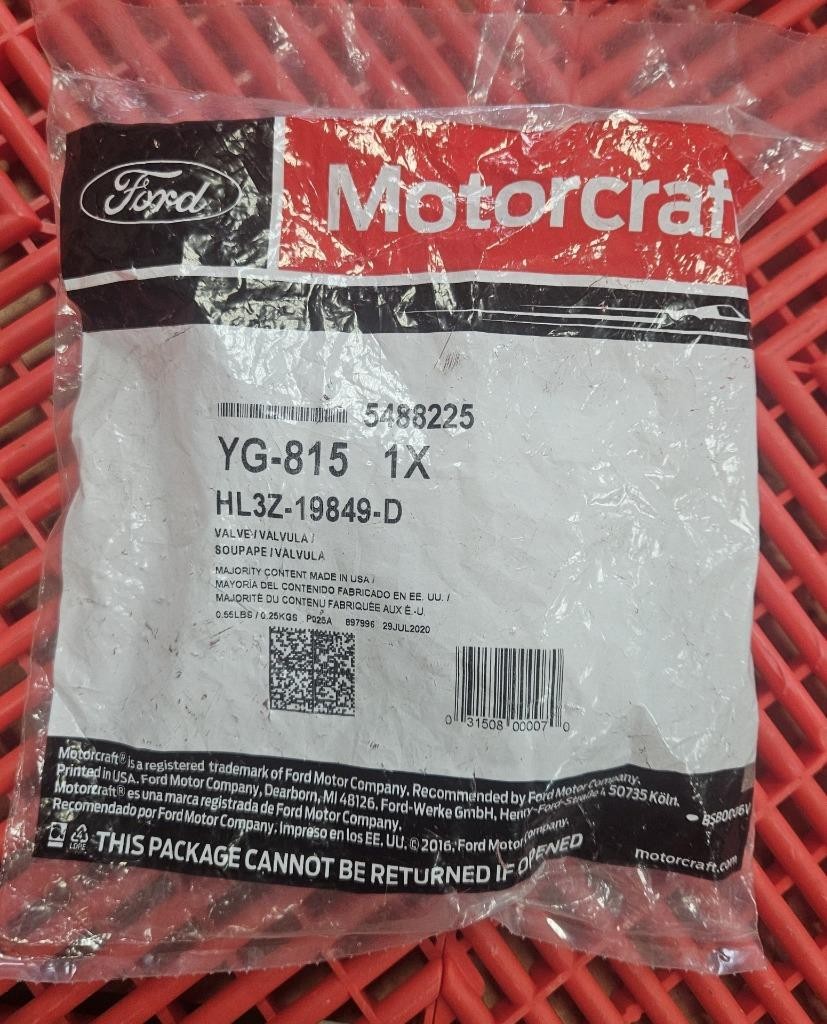 Ford
Motorcraf
5488225
YG-815 1X
HL3Z-19849-D
VALVE / VÁLVULA /
SOUPAPE / VALVULA
MAJORITY CONTENT MADE IN USA /
MAYORÍA DEL CONTENIDO FABRICADO EN EE. UU. /
MAJORITÉ DU CONTENU FABRIQUÉE AUX É.-U.
0.55LBS / 0.25KGS P025A 897996 29JUL2020
0 31508 00007 0
Motorcraft® is a registered trademark of Ford Motor Company. Recommended by Ford Motor Company.
Printed in USA. Ford Motor Company, Dearborn, MI 48126. Ford-Werke GmbH, Henry-Ford-Straße 1, 50735 Köln.
Motorcraft® es una marca registrada de Ford Motor Company.
Recomendado por Ford Motor Company. Impreso en los EE. UU. © 2016, Ford Motor Company.
LDPE
THIS PACKAGE CANNOT BE RETURNED IF OPENED
motorcraft.com